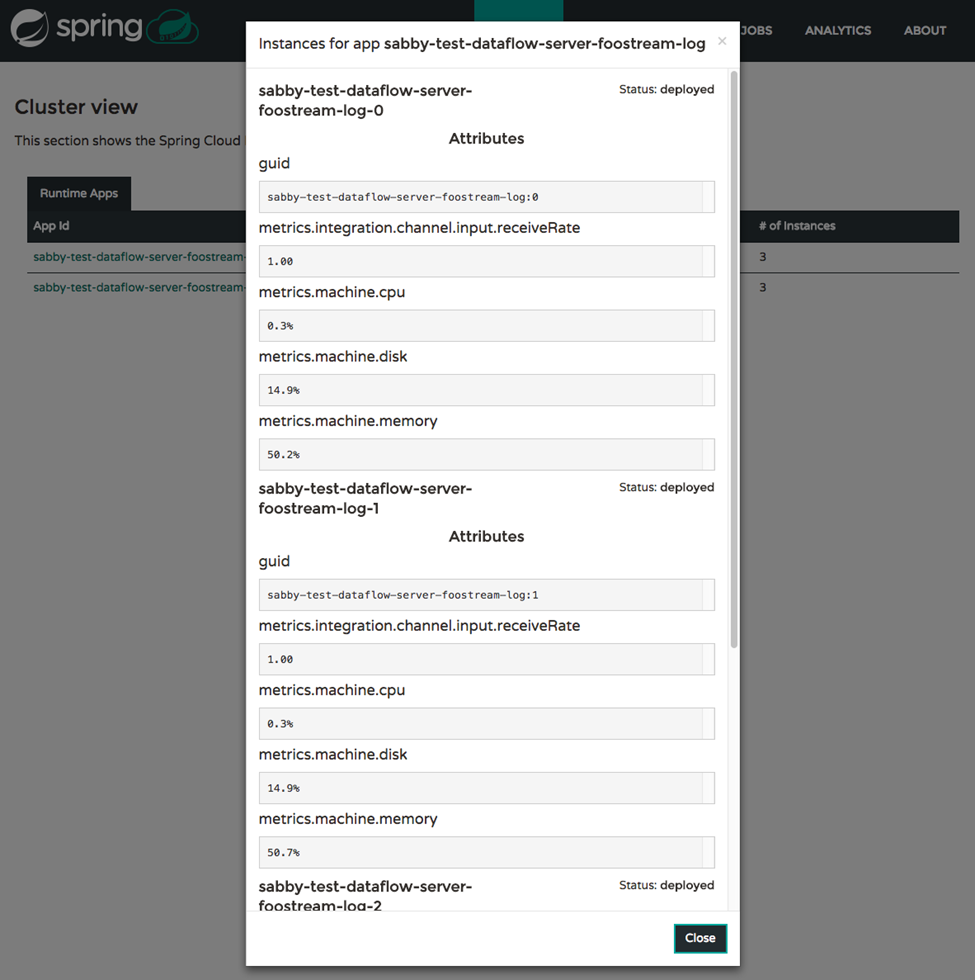 spring
JOBS
ANALYTICS
ABOUT
Cluster view
This section shows the Spring Cloud
Runtime Apps
App Id
# of Instances
sabby-test-dataflow-server-foostream-
3
sabby-test-dataflow-server-foostream-
3
Instances for app sabby-test-dataflow-server-foostream-log
×
sabby-test-dataflow-server-
foostream-log-0
Status: deployed
Attributes
guid
sabby-test-dataflow-server-foostream-log:0
metrics.integration.channel.input.receiveRate
1.00
metrics.machine.cpu
0.3%
metrics.machine.disk
14.9%
metrics.machine.memory
50.2%
sabby-test-dataflow-server-
foostream-log-1
Status: deployed
Attributes
guid
sabby-test-dataflow-server-foostream-log:1
metrics.integration.channel.input.receiveRate
1.00
metrics.machine.cpu
0.3%
metrics.machine.disk
14.9%
metrics.machine.memory
50.7%
sabby-test-dataflow-server-
foostream-log-2
Status: deployed
Close